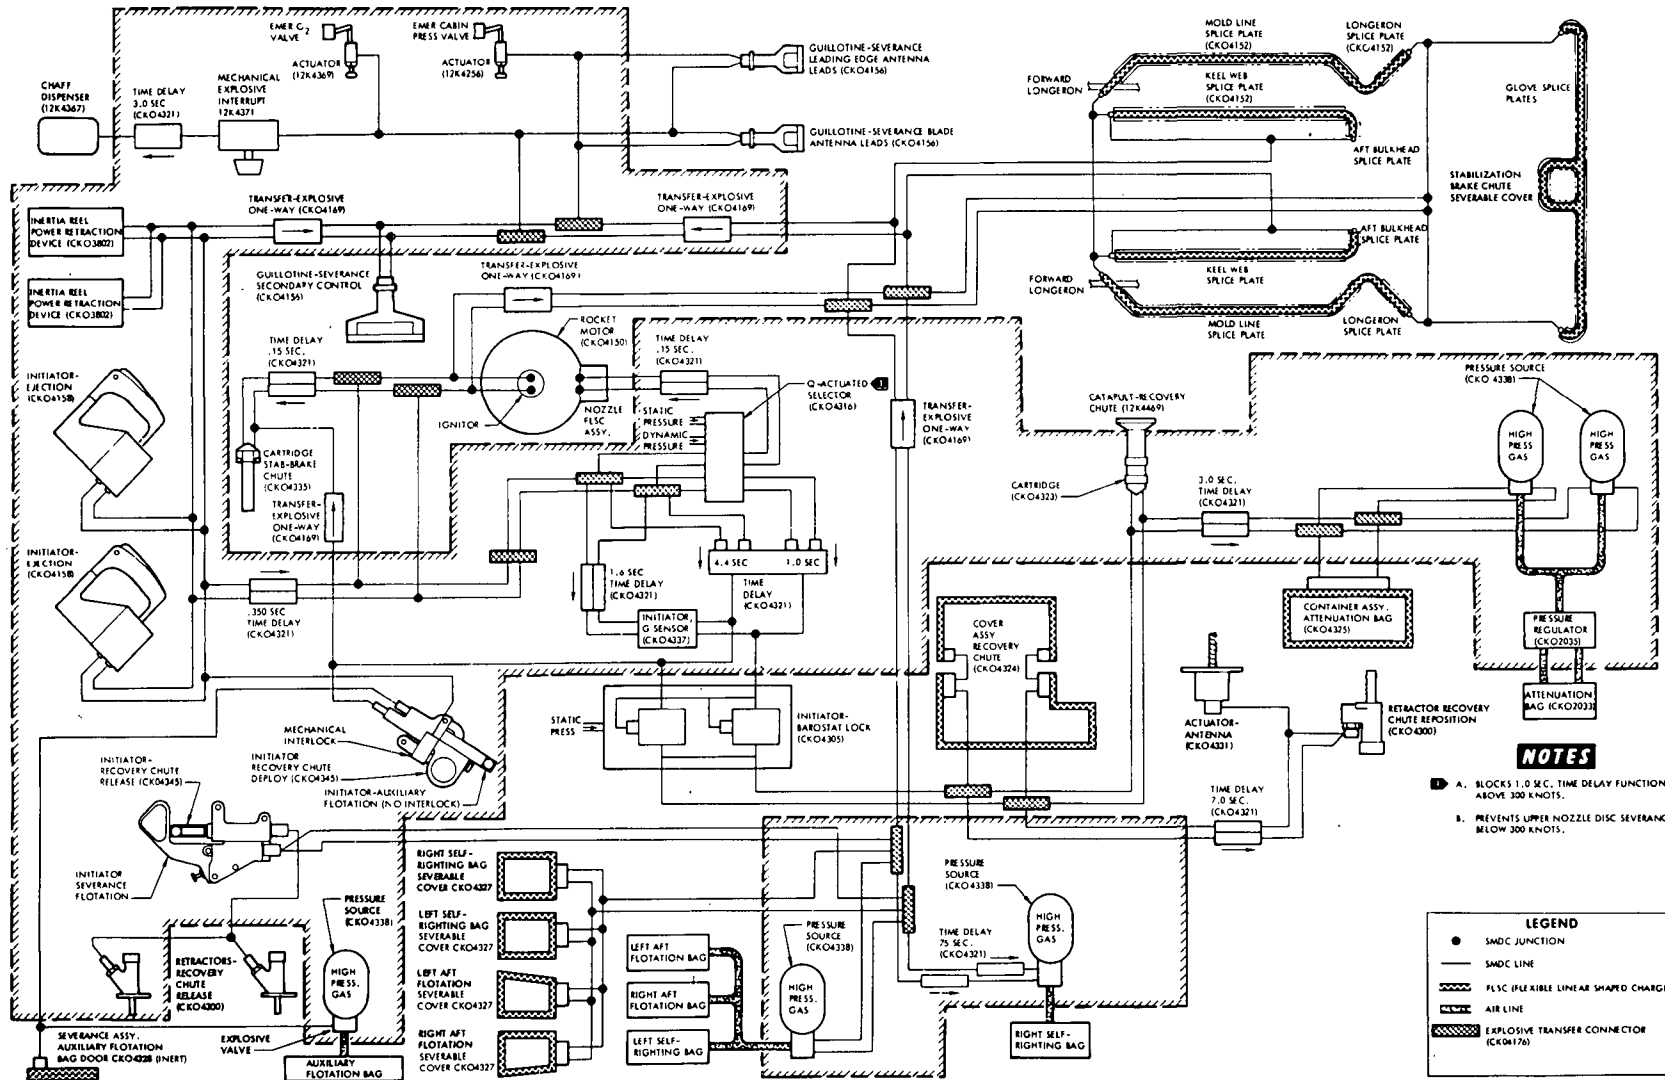 EMER O2
VALVE
ACTUATOR
(12K4369)
EMER CABIN
PRESS VALVE
ACTUATOR
(12K4256)
GUILLOTINE-SEVERANCE
LEADING EDGE ANTENNA
LEADS (CKO4156)
GUILLOTINE-SEVERANCE BLADE
ANTENNA LEADS (CKO4156)
CHAFF
DISPENSER
(12K4367)
TIME DELAY
3.0 SEC
(CKO4321)
MECHANICAL
EXPLOSIVE
INTERRUPT
12K4371
MOLD LINE
SPLICE PLATE
(CKO4152)
LONGERON
SPLICE PLATE
(CKO4152)
FORWARD
LONGERON
KEEL WEB
SPLICE PLATE
(CKO4152)
GLOVE SPLICE
PLATES
AFT BULKHEAD
SPLICE PLATE
STABILIZATION
BRAKE CHUTE
SEVERABLE COVER
AFT BULKHEAD
SPLICE PLATE
KEEL WEB
SPLICE PLATE
FORWARD
LONGERON
MOLD LINE
SPLICE PLATE
LONGERON
SPLICE PLATE
INERTIA REEL
POWER RETRACTION
DEVICE (CKO3802)
INERTIA REEL
POWER RETRACTION
DEVICE (CKO3802)
TRANSFER-EXPLOSIVE
ONE-WAY (CKO4169)
TRANSFER-EXPLOSIVE
ONE-WAY (CKO4169)
GUILLOTINE-SEVERANCE
SECONDARY CONTROL
(CKO4156)
TRANSFER-EXPLOSIVE
ONE-WAY (CKO4169)
ROCKET
MOTOR
(CKO4150)
TIME DELAY
.15 SEC.
(CKO4321)
TIME DELAY
.15 SEC.
(CKO4321)
Q-ACTUATED 1
SELECTOR
(CKO4316)
IGNITOR
NOZZLE
FLSC
ASSY.
STATIC
PRESSURE
DYNAMIC
PRESSURE
TRANSFER-
EXPLOSIVE
ONE-WAY
(CKO4169)
INITIATOR-
EJECTION
(CKO4158)
INITIATOR-
EJECTION
(CKO4158)
CARTRIDGE
STAB-BRAKE
CHUTE
(CKO4335)
TRANSFER-
EXPLOSIVE
ONE-WAY
(CKO4169)
CATAPULT-RECOVERY
CHUTE (12K4469)
CARTRIDGE
(CKO4323)
3.0 SEC.
TIME DELAY
(CKO4321)
PRESSURE SOURCE
(CKO 4338)
HIGH
PRESS
GAS
HIGH
PRESS
GAS
.350 SEC
TIME DELAY
(CKO4321)
1.6 SEC
TIME DELAY
(CKO4321)
4.4 SEC
1.0 SEC
TIME
DELAY
(CKO4321)
INITIATOR,
G SENSOR
(CKO4337)
COVER
ASSY
RECOVERY
CHUTE
(CKO4324)
CONTAINER ASSY.
ATTENUATION BAG
(CKO4325)
PRESSURE
REGULATOR
(CKO2035)
ATTENUATION
BAG (CKO2033)
STATIC
PRESS
INITIATOR-
BAROSTAT LOCK
(CKO4305)
ACTUATOR-
ANTENNA
(CKO4331)
RETRACTOR RECOVERY
CHUTE REPOSITION
(CKO4300)
MECHANICAL
INTERLOCK
INITIATOR
RECOVERY CHUTE
DEPLOY (CKO4345)
INITIATOR-AUXILIARY
FLOTATION (NO INTERLOCK)
INITIATOR-
RECOVERY CHUTE
RELEASE (CKO4345)
INITIATOR
SEVERANCE
FLOTATION
TIME DELAY
7.0 SEC.
(CKO4321)
NOTES
1 A. BLOCKS 1.0 SEC. TIME DELAY FUNCTION
ABOVE 300 KNOTS.
B. PREVENTS UPPER NOZZLE DISC SEVERANC
BELOW 300 KNOTS.
PRESSURE
SOURCE
(CKO4338)
HIGH
PRESS.
GAS
RETRACTORS-
RECOVERY
CHUTE
RELEASE
(CKO4300)
SEVERANCE ASSY.
AUXILIARY FLOTATION
BAG DOOR CKO4328 (INERT)
EXPLOSIVE
VALVE
AUXILIARY
FLOTATION BAG
RIGHT SELF-
RIGHTING BAG
SEVERABLE
COVER CKO4327
LEFT SELF-
RIGHTING BAG
SEVERABLE
COVER CKO4327
LEFT AFT
FLOTATION
SEVERABLE
COVER CKO4327
RIGHT AFT
FLOTATION
SEVERABLE
COVER CKO4327
LEFT AFT
FLOTATION BAG
RIGHT AFT
FLOTATION BAG
LEFT SELF-
RIGHTING BAG
PRESSURE
SOURCE
(CKO4338)
HIGH
PRESS.
GAS
PRESSURE
SOURCE
(CKO4338)
HIGH
PRESS.
GAS
TIME DELAY
75 SEC.
(CKO4321)
RIGHT SELF-
RIGHTING BAG
LEGEND
SMDC JUNCTION
SMDC LINE
FLSC (FLEXIBLE LINEAR SHAPED CHARGE
AIR LINE
EXPLOSIVE TRANSFER CONNECTOR
(CKO4176)